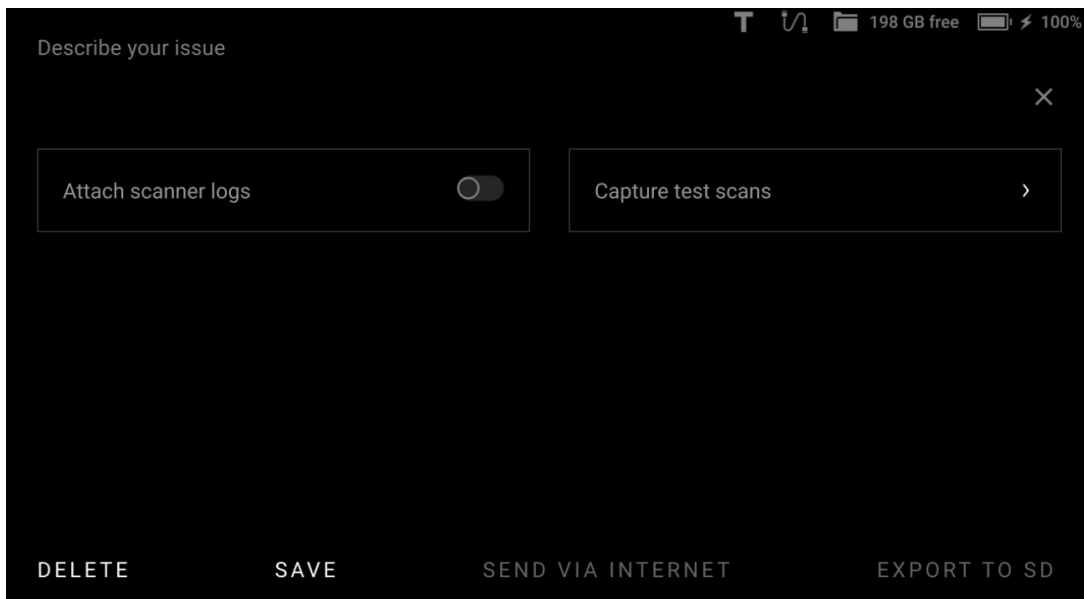 T 198 GB free 100%
Describe your issue
Attach scanner logs
Capture test scans
DELETE
SAVE
SEND VIA INTERNET
EXPORT TO SD